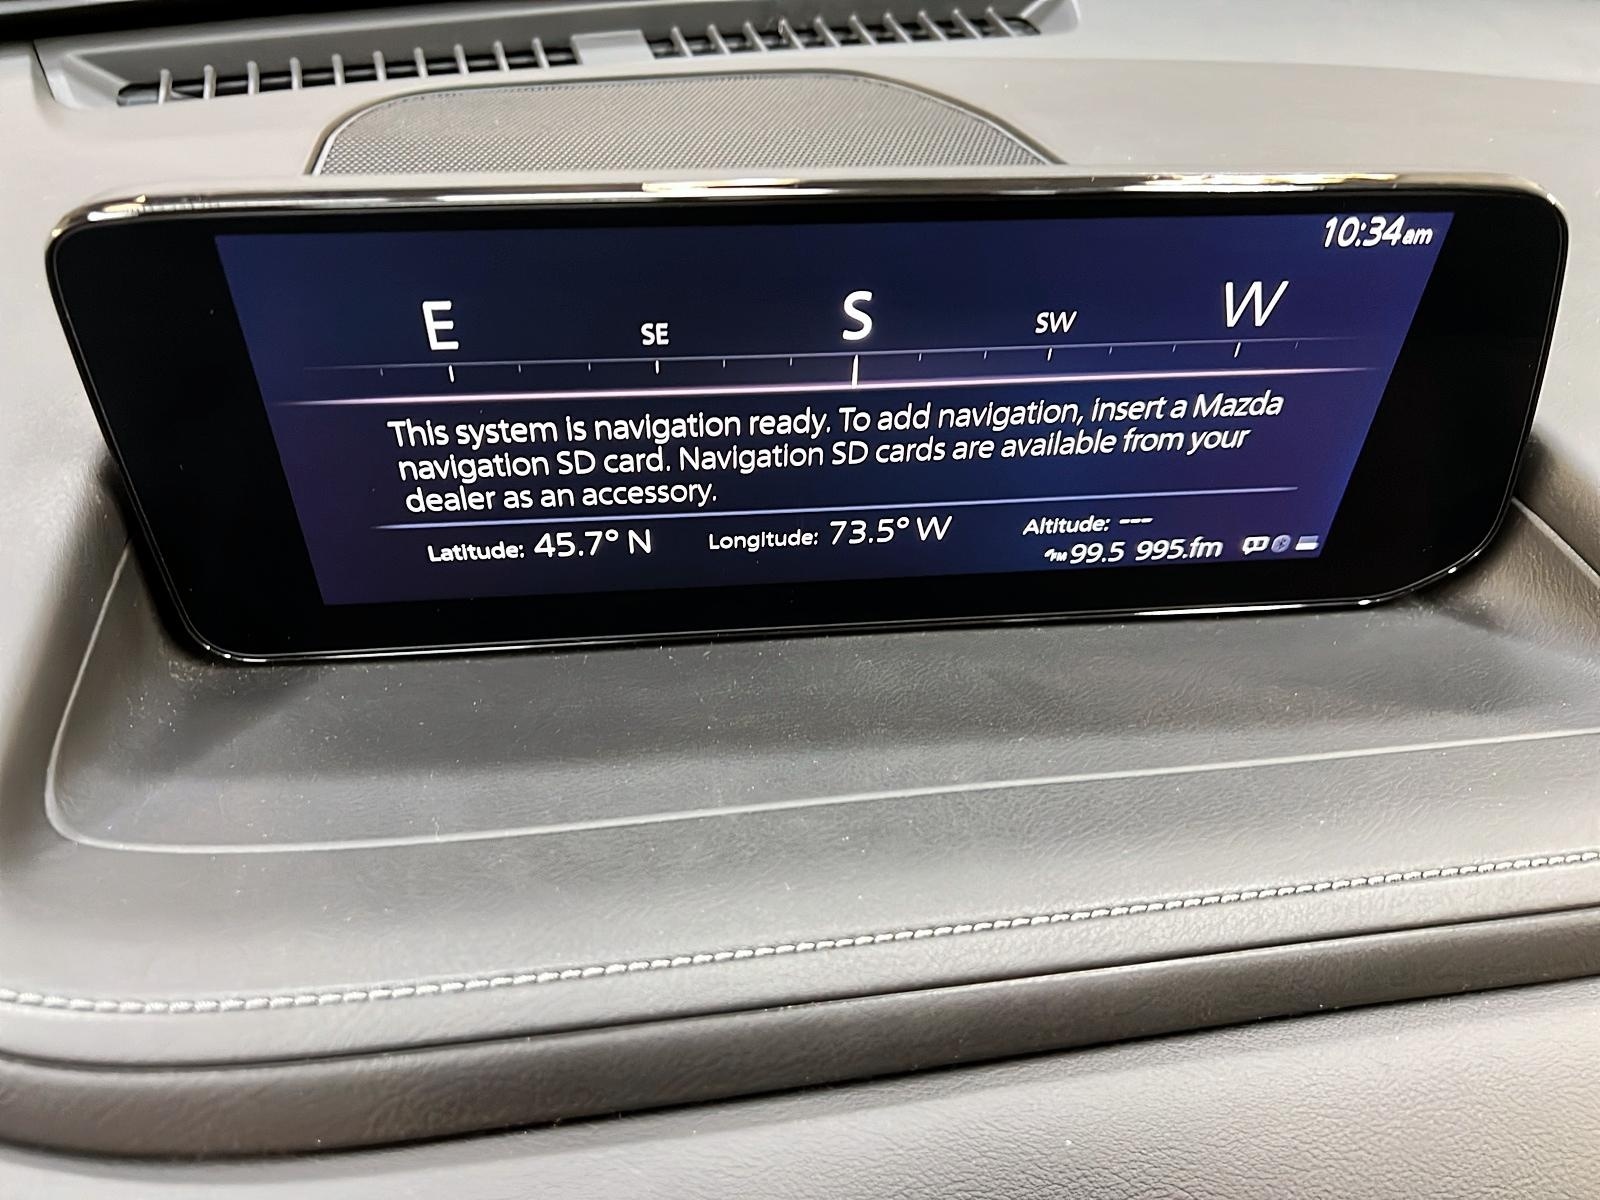 10:34am
E SE S SW W
This system is navigation ready. To add navigation, insert a Mazda
navigation SD card. Navigation SD cards are available from your
dealer as an accessory.
Latitude: 45.7° N Longitude: 73.5° W Altitude: ---
FM 99.5 995.fm